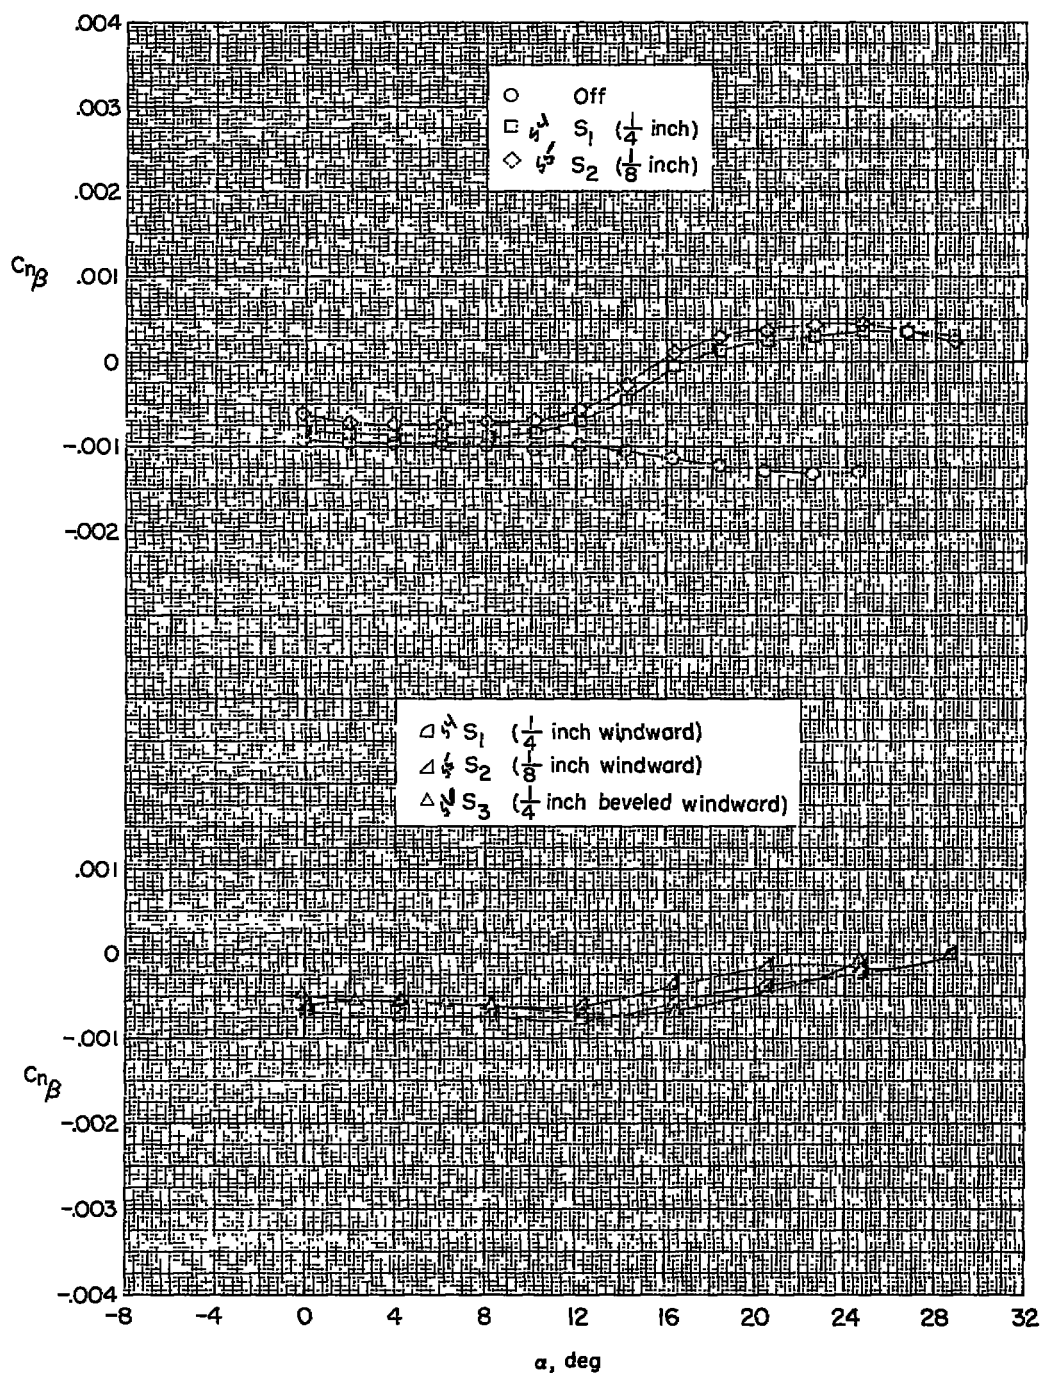 .004
.003
.002
.001
0
-.001
-.002
Cnβ
Off
S1 (1/4 inch)
S2 (1/8 inch)
S1 (1/4 inch windward)
S2 (1/8 inch windward)
S3 (1/4 inch beveled windward)
.001
0
-.001
-.002
-.003
-.004
Cnβ
-8 -4 0 4 8 12 16 20 24 28 32
α, deg